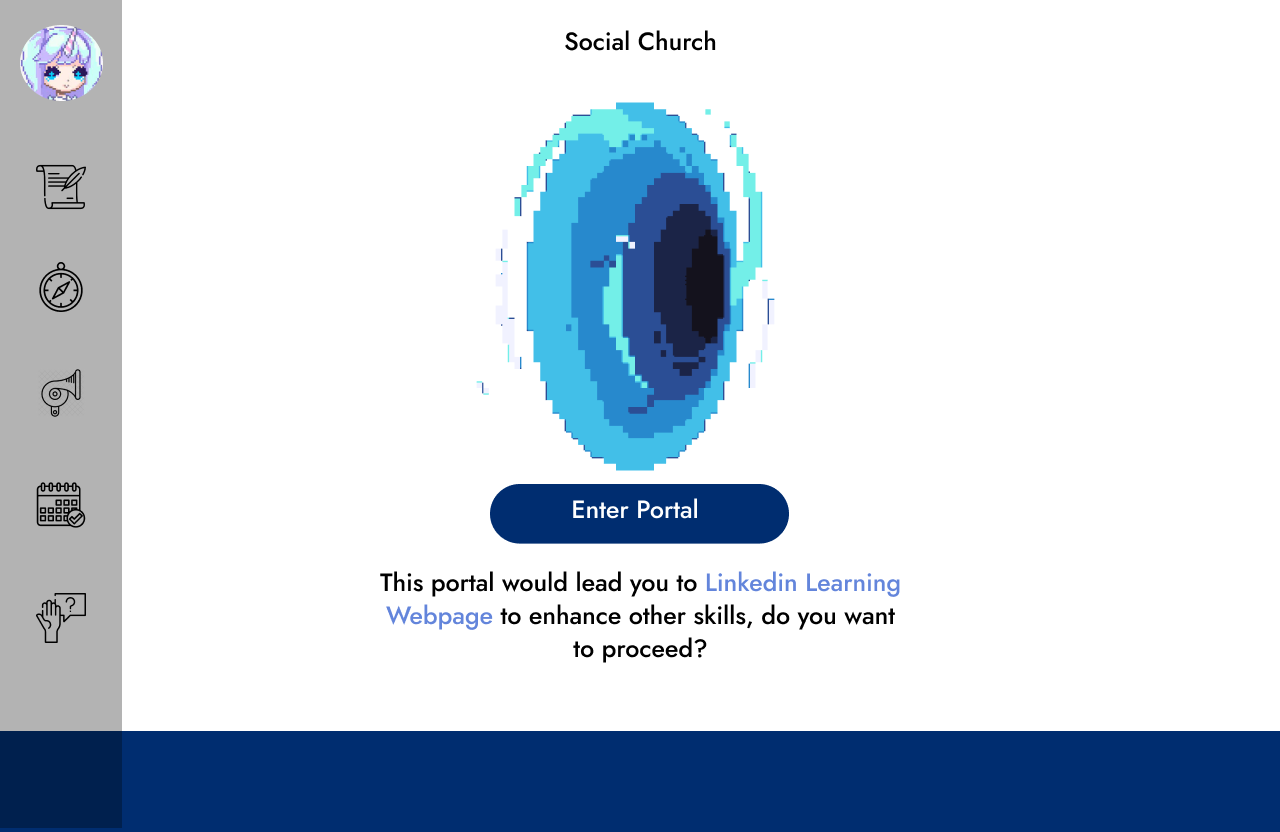 Social Church
Enter Portal
This portal would lead you to Linkedin Learning
Webpage to enhance other skills, do you want
to proceed?